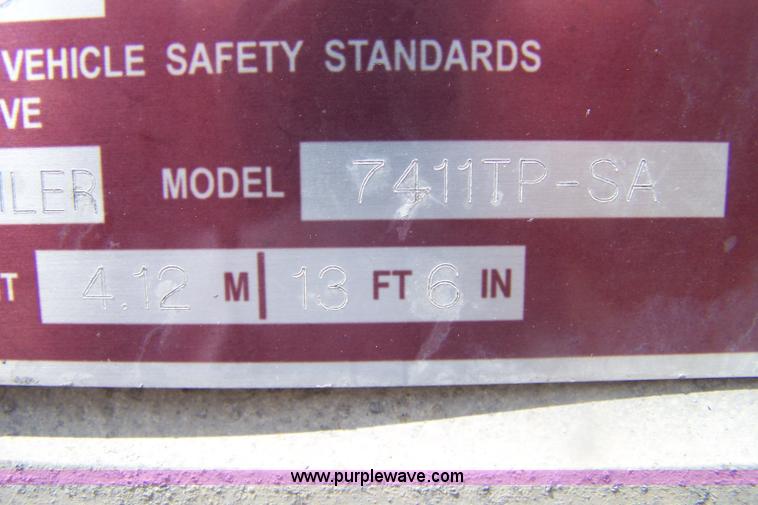 VEHICLE SAFETY STANDARDS
VE
ILER MODEL 7411TP-SA
T 4.12 M 13 FT 6 IN
www.purplewave.com